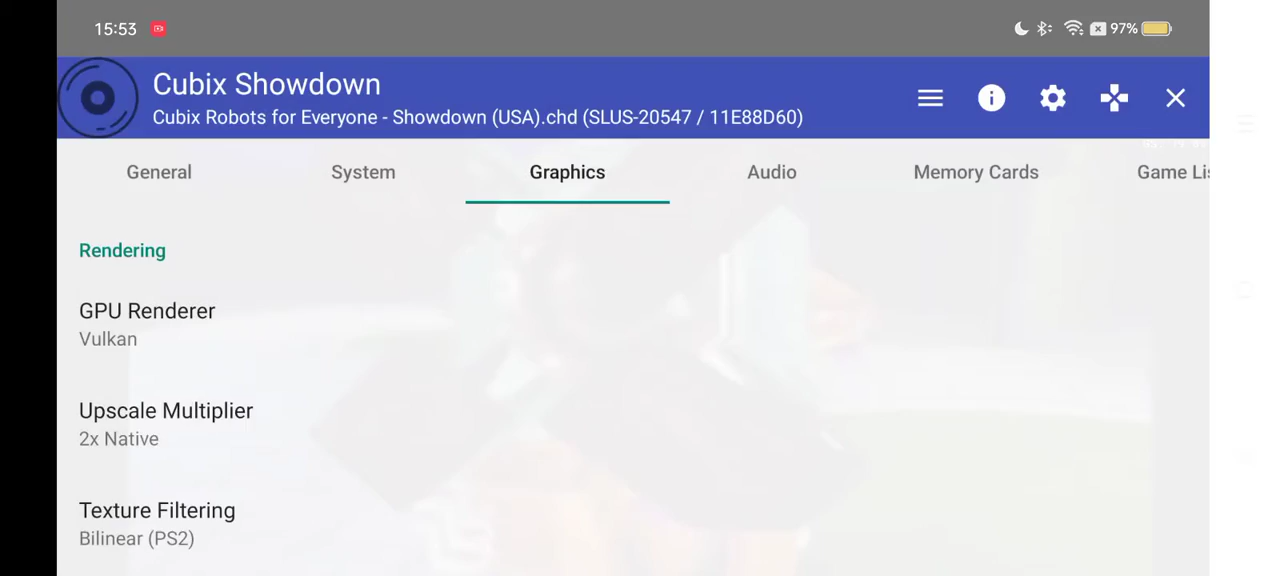 15:53
97%
Cubix Showdown
Cubix Robots for Everyone - Showdown (USA).chd (SLUS-20547 / 11E88D60)
General System Graphics Audio Memory Cards Game Lis
Rendering
GPU Renderer
Vulkan
Upscale Multiplier
2x Native
Texture Filtering
Bilinear (PS2)